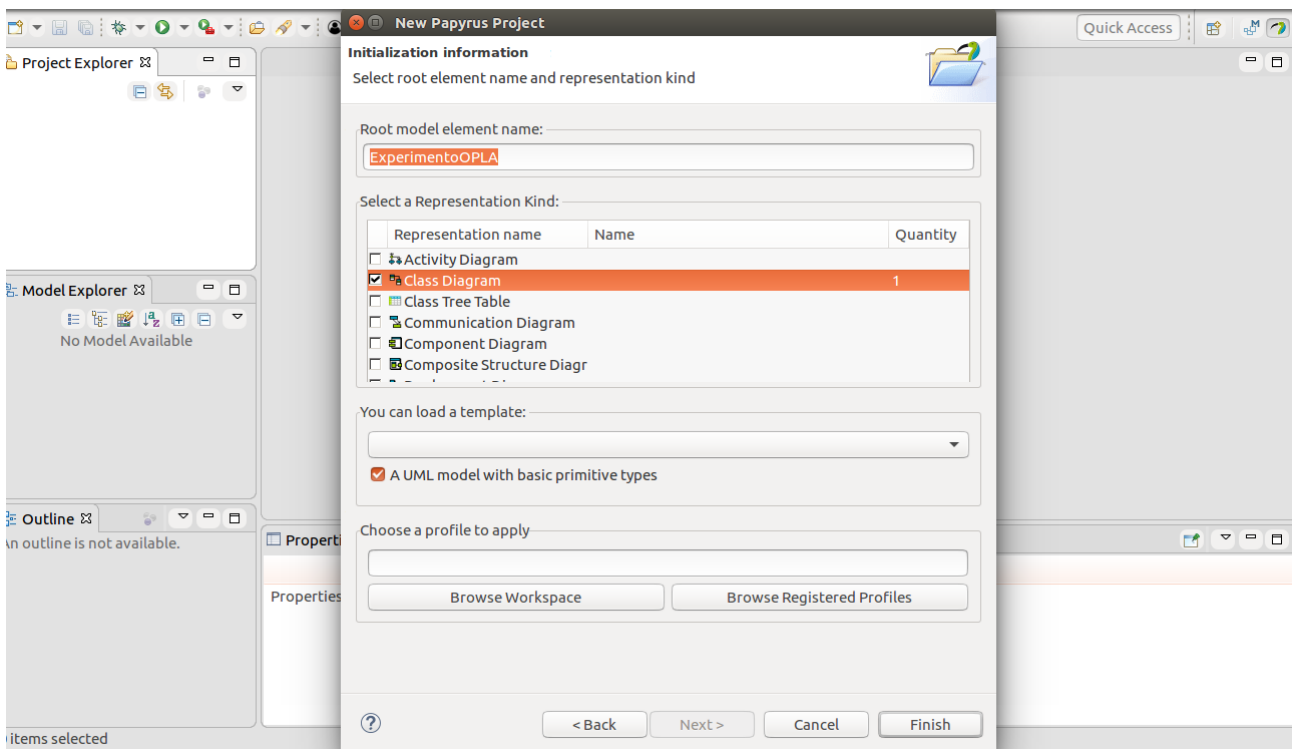 New Papyrus Project
Quick Access
Initialization information
Select root element name and representation kind
Project Explorer
Root model element name:
ExperimentoOPLA
Select a Representation Kind:
Representation name Name Quantity
Activity Diagram
Class Diagram 1
Class Tree Table
Communication Diagram
Component Diagram
Composite Structure Diagr
Model Explorer
No Model Available
You can load a template:
A UML model with basic primitive types
Outline
An outline is not available.
Choose a profile to apply
Browse Workspace Browse Registered Profiles
Properti
Properties
< Back Next > Cancel Finish
items selected